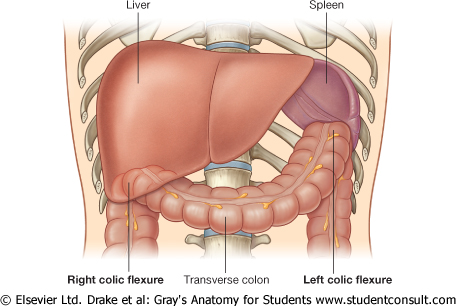 Liver
Spleen
Right colic flexure
Transverse colon
Left colic flexure
© Elsevier Ltd. Drake et al: Gray's Anatomy for Students www.studentconsult.com